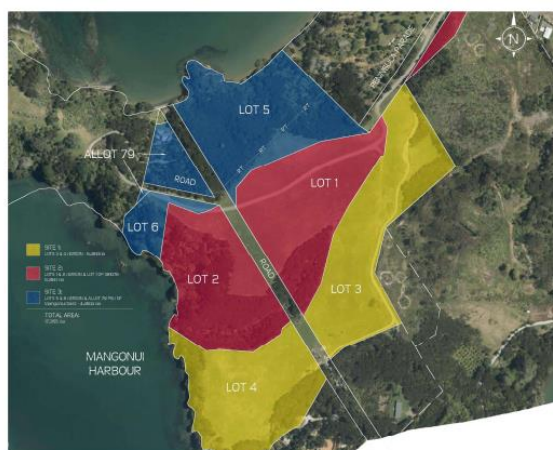 N
PARADE
LOT 5
ALLOT 79
ROAD
LOT 1
LOT 6
SITE 1:
SITE 2:
SITE 3:
TOTAL AREA:
LOT 2
ROAD
LOT 3
MANGONUI
HARBOUR
LOT 4